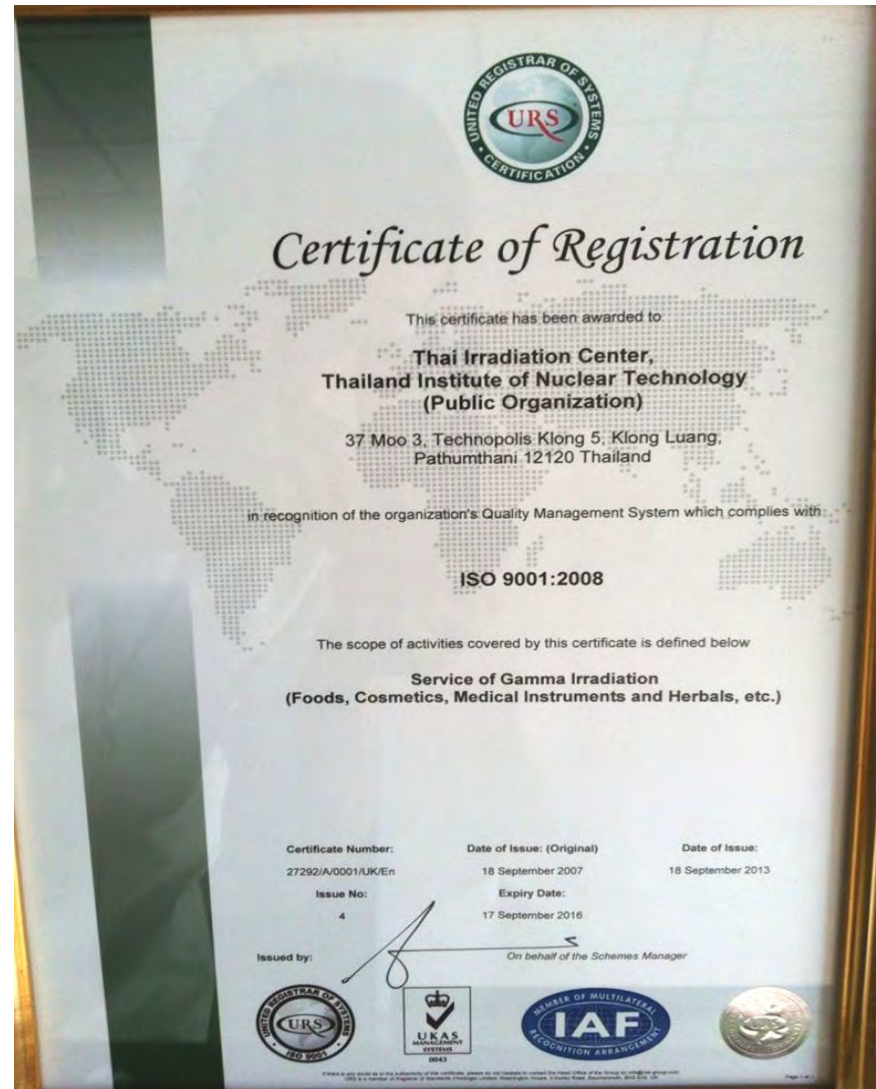 UNITED REGISTRAR OF SYSTEMS
URS
CERTIFICATION
Certificate of Registration
This certificate has been awarded to
Thai Irradiation Center,
Thailand Institute of Nuclear Technology
(Public Organization)
37 Moo 3, Technopolis Klong 5, Klong Luang,
Pathumthani 12120 Thailand
in recognition of the organization's Quality Management System which complies with
ISO 9001:2008
The scope of activities covered by this certificate is defined below
Service of Gamma Irradiation
(Foods, Cosmetics, Medical Instruments and Herbals, etc.)
Certificate Number: Date of Issue: (Original) Date of Issue:
27292/A/0001/UK/En 18 September 2007 18 September 2013
Issue No: Expiry Date:
4 17 September 2016
Issued by: On behalf of the Schemes Manager
UNITED REGISTRAR OF SYSTEMS
URS
ISO 9001
UKAS
MANAGEMENT
SYSTEMS
0043
MEMBER OF MULTILATERAL
IAF
RECOGNITION ARRANGEMENT